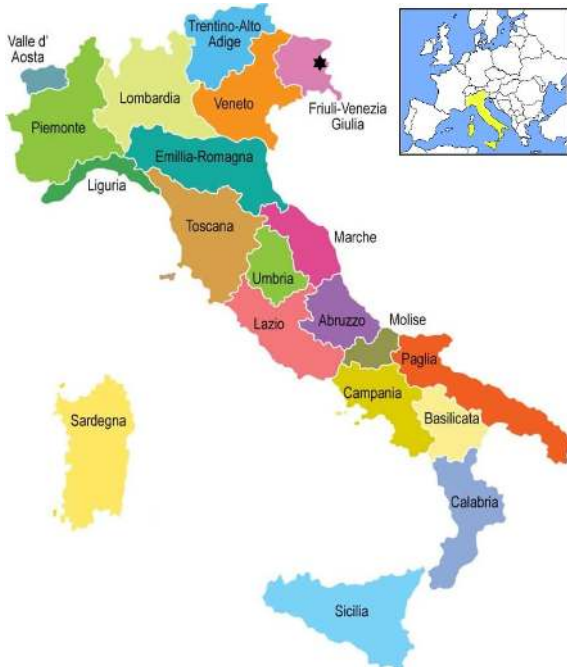 Trentino-Alto
Adige
Valle d'
Aosta
Lombardia
Veneto
Friuli-Venezia
Giulia
Piemonte
Emillia-Romagna
Liguria
Toscana
Marche
Umbria
Lazio
Abruzzo
Molise
Paglia
Campania
Basilicata
Sardegna
Calabria
Sicilia